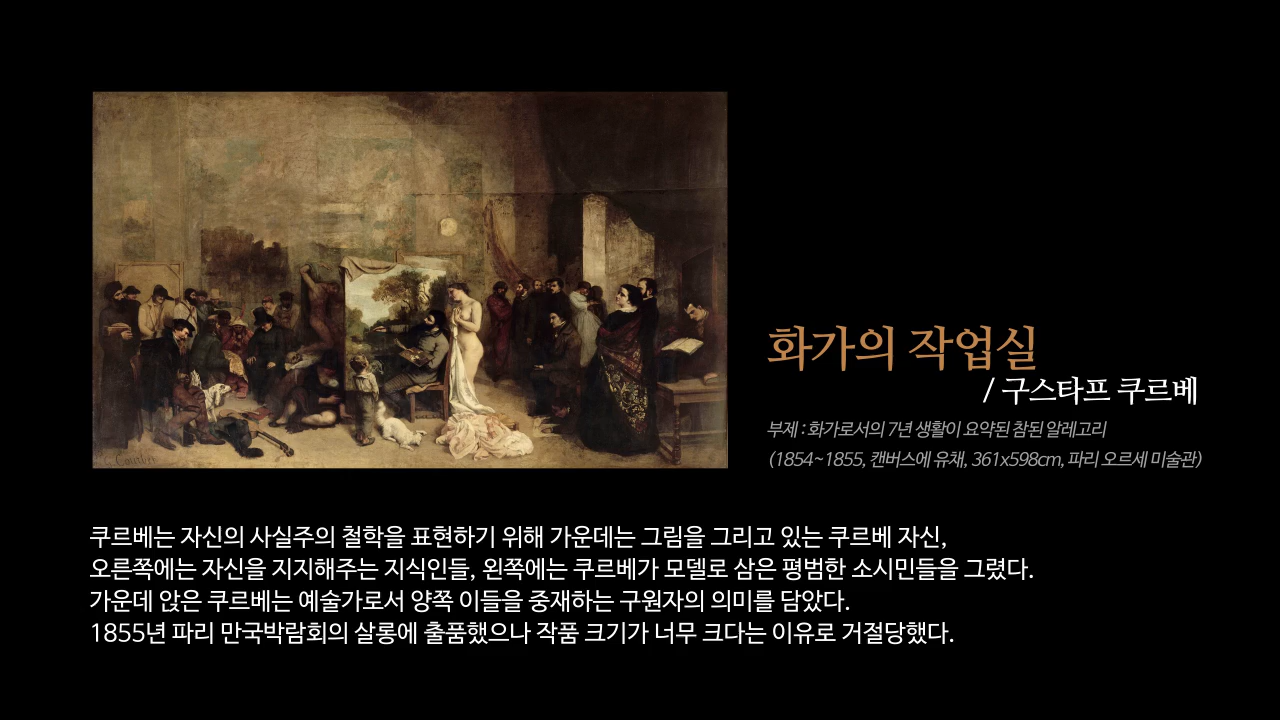 화가의 작업실
/ 구스타프 쿠르베
부제 : 화가로서의 7년 생활이 요약된 참된 알레고리
(1854~1855, 캔버스에 유채, 361x598cm, 파리 오르세 미술관)
쿠르베는 자신의 사실주의 철학을 표현하기 위해 가운데는 그림을 그리고 있는 쿠르베 자신,
오른쪽에는 자신을 지지해주는 지식인들, 왼쪽에는 쿠르베가 모델로 삼은 평범한 소시민들을 그렸다.
가운데 앉은 쿠르베는 예술가로서 양쪽 이들을 중재하는 구원자의 의미를 담았다.
1855년 파리 만국박람회의 살롱에 출품했으나 작품 크기가 너무 크다는 이유로 거절당했다.